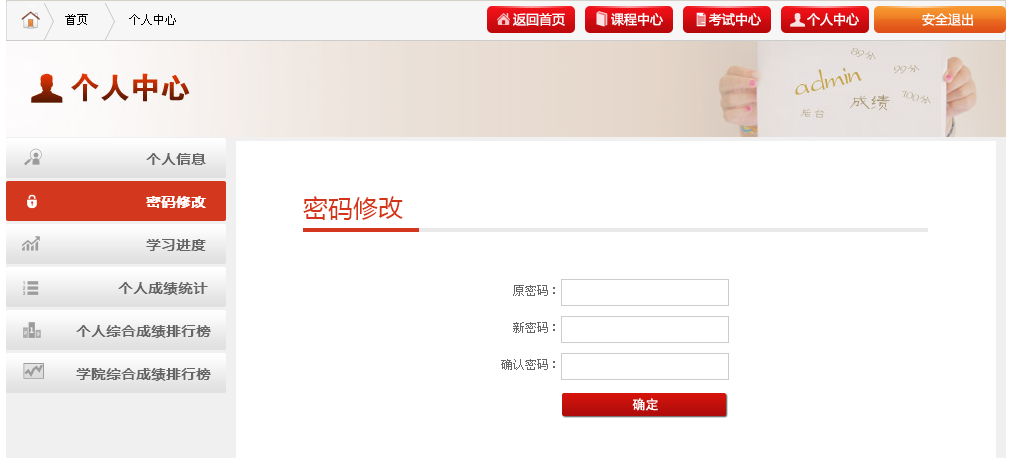 首页 个人中心 返回首页 课程中心 考试中心 个人中心 安全退出
个人中心
89分
admin
99分
成绩
100分
后台
个人信息
密码修改
学习进度
个人成绩统计
个人综合成绩排行榜
学院综合成绩排行榜
密码修改
原密码：
新密码：
确认密码：
确定